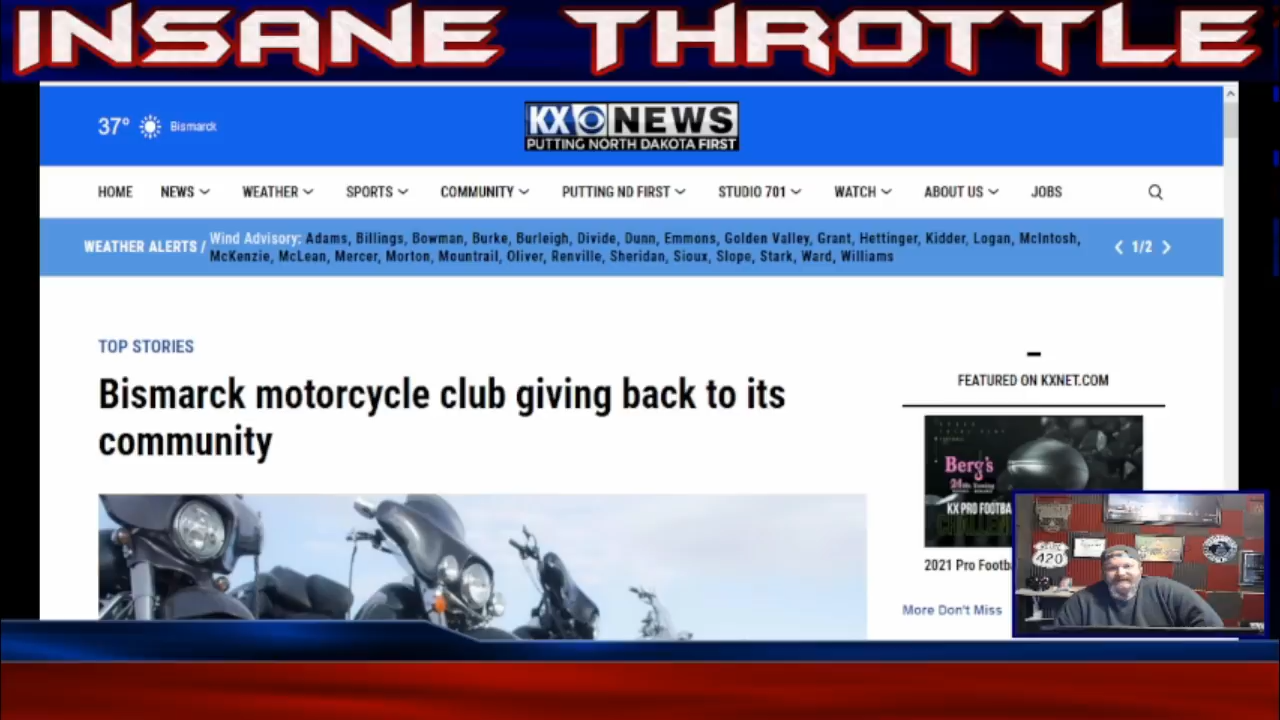 INSANE THROTTLE
37° Bismarck
KX NEWS
PUTTING NORTH DAKOTA FIRST
HOME NEWS WEATHER SPORTS COMMUNITY PUTTING ND FIRST STUDIO 701 WATCH ABOUT US JOBS
WEATHER ALERTS /
Wind Advisory: Adams, Billings, Bowman, Burke, Burleigh, Divide, Dunn, Emmons, Golden Valley, Grant, Hettinger, Kidder, Logan, McIntosh,
McKenzie, McLean, Mercer, Morton, Mountrail, Oliver, Renville, Sheridan, Sioux, Slope, Stark, Ward, Williams
1/2
TOP STORIES
Bismarck motorcycle club giving back to its
community
FEATURED ON KXNET.COM
Berg's
KX PRO FOOTBA
2021 Pro Footb
More Don't Miss
420